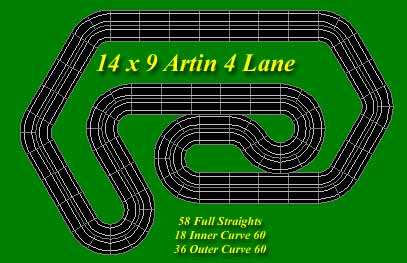 14 x 9 Artin 4 Lane
58 Full Straights
18 Inner Curve 60
36 Outer Curve 60